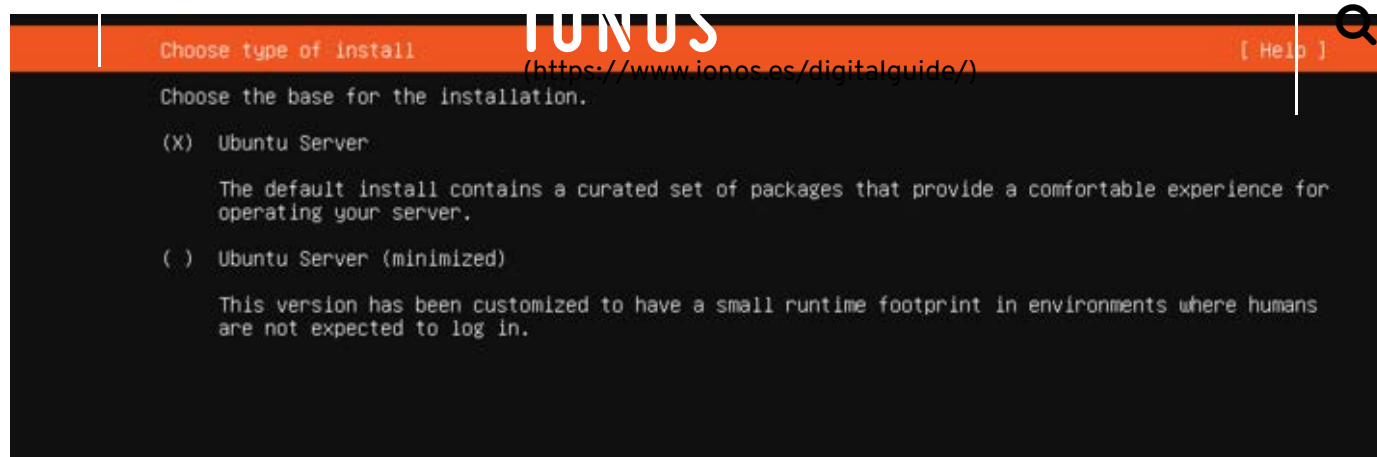 IONOS
Choose type of install [ Help ]
(https://www.ionos.es/digitalguide/)
Choose the base for the installation.
(X) Ubuntu Server
The default install contains a curated set of packages that provide a comfortable experience for
operating your server.
( ) Ubuntu Server (minimized)
This version has been customized to have a small runtime footprint in environments where humans
are not expected to log in.